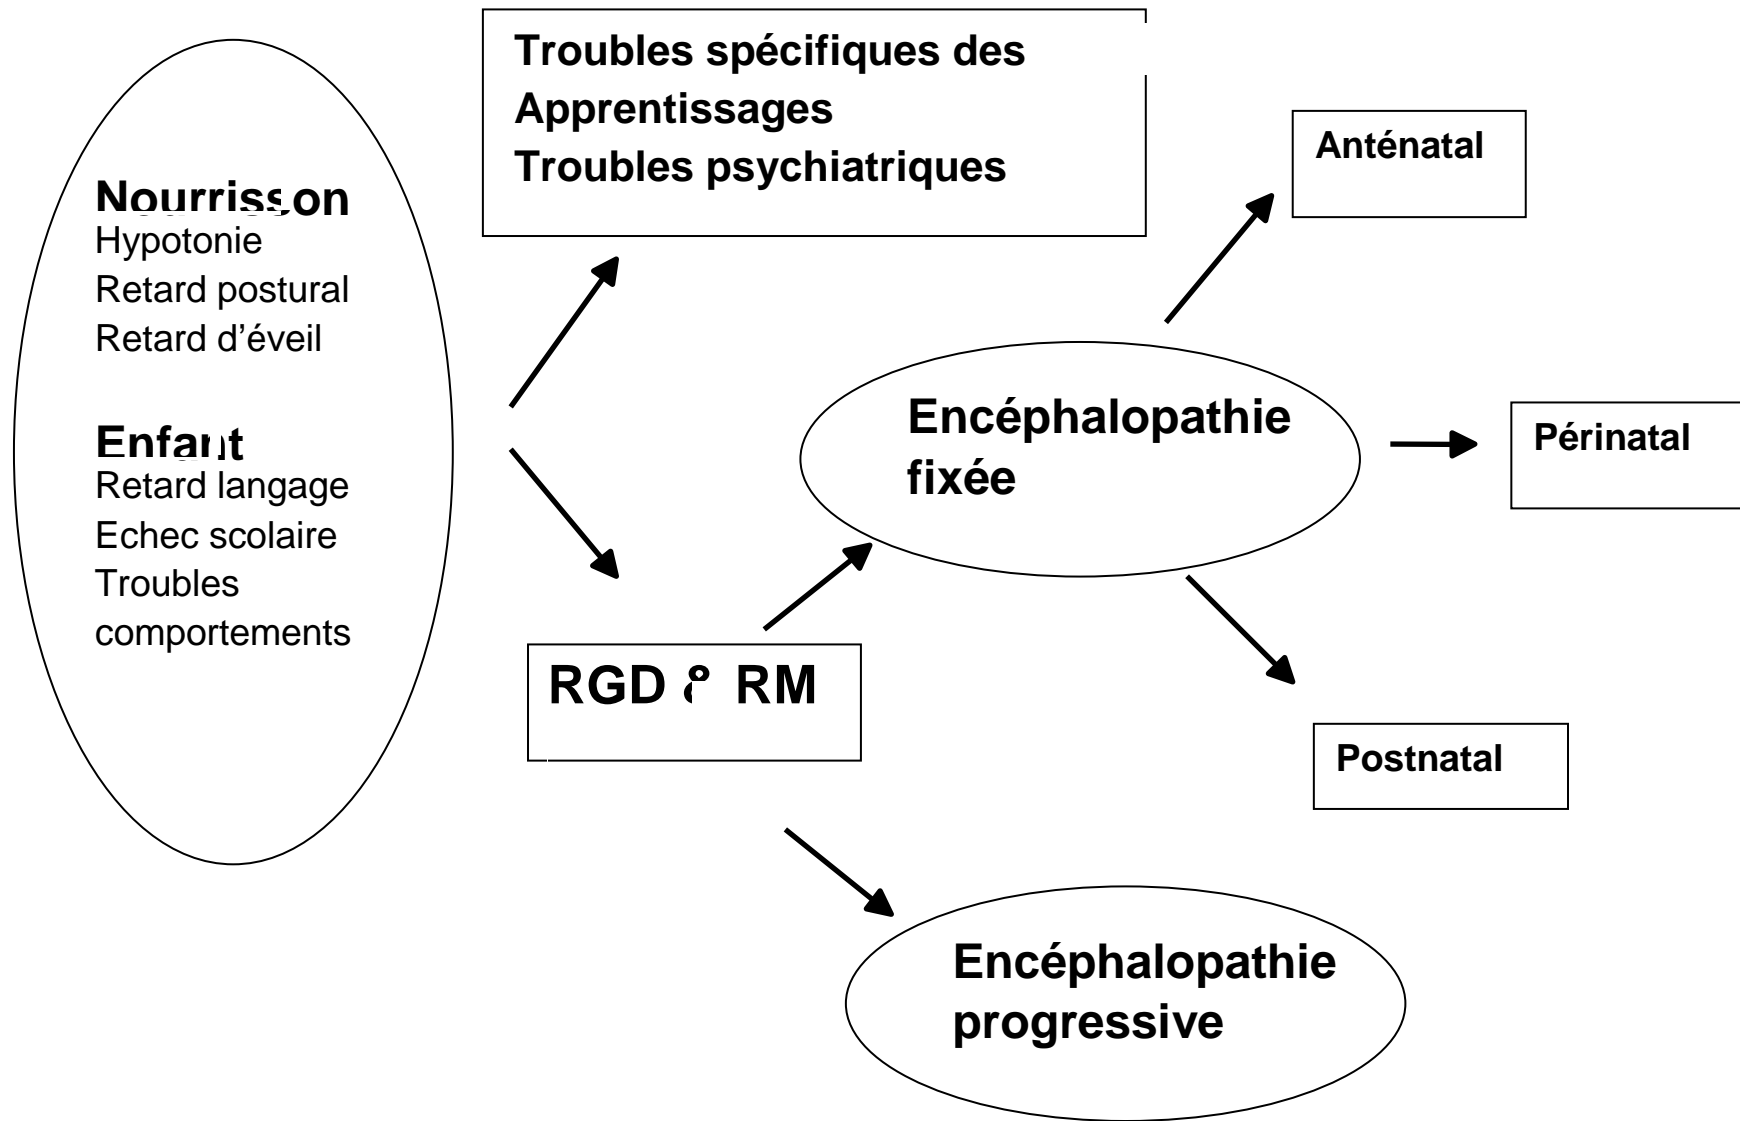 Troubles spécifiques des
Apprentissages
Troubles psychiatriques
Nourrisson
Hypotonie
Retard postural
Retard d’éveil
Enfant
Retard langage
Echec scolaire
Troubles
comportements
RGD & RM
Encéphalopathie
fixée
Anténatal
Périnatal
Postnatal
Encéphalopathie
progressive